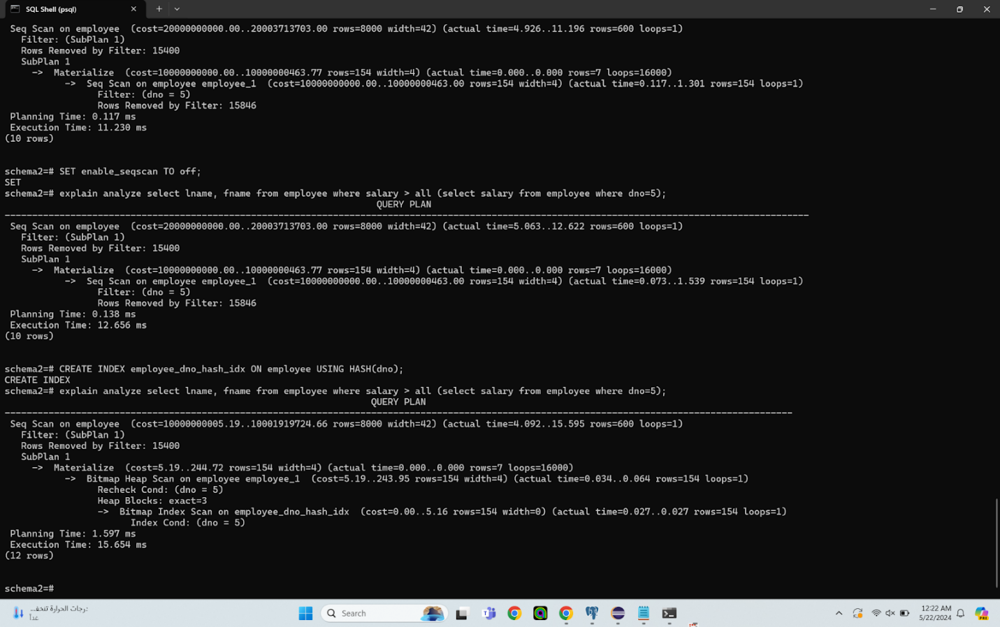 SQL Shell (psql)
Seq Scan on employee  (cost=20000000000.00..20003713703.00 rows=8000 width=42) (actual time=4.926..11.196 rows=600 loops=1)
  Filter: (SubPlan 1)
  Rows Removed by Filter: 15400
  SubPlan 1
    ->  Materialize  (cost=10000000000.00..10000000463.77 rows=154 width=4) (actual time=0.000..0.000 rows=7 loops=16000)
          ->  Seq Scan on employee employee_1  (cost=10000000000.00..10000000463.00 rows=154 width=4) (actual time=0.117..1.301 rows=154 loops=1)
                Filter: (dno = 5)
                Rows Removed by Filter: 15846
Planning Time: 0.117 ms
Execution Time: 11.230 ms
(10 rows)
schema2=# SET enable_seqscan TO off;
SET
schema2=# explain analyze select lname, fname from employee where salary > all (select salary from employee where dno=5);
QUERY PLAN
Seq Scan on employee  (cost=20000000000.00..20003713703.00 rows=8000 width=42) (actual time=5.063..12.622 rows=600 loops=1)
  Filter: (SubPlan 1)
  Rows Removed by Filter: 15400
  SubPlan 1
    ->  Materialize  (cost=10000000000.00..10000000463.77 rows=154 width=4) (actual time=0.000..0.000 rows=7 loops=16000)
          ->  Seq Scan on employee employee_1  (cost=10000000000.00..10000000463.00 rows=154 width=4) (actual time=0.073..1.539 rows=154 loops=1)
                Filter: (dno = 5)
                Rows Removed by Filter: 15846
Planning Time: 0.138 ms
Execution Time: 12.656 ms
(10 rows)
schema2=# CREATE INDEX employee_dno_hash_idx ON employee USING HASH(dno);
CREATE INDEX
schema2=# explain analyze select lname, fname from employee where salary > all (select salary from employee where dno=5);
QUERY PLAN
Seq Scan on employee  (cost=10000000005.19..10001919724.66 rows=8000 width=42) (actual time=4.092..15.595 rows=600 loops=1)
  Filter: (SubPlan 1)
  Rows Removed by Filter: 15400
  SubPlan 1
    ->  Materialize  (cost=5.19..244.72 rows=154 width=4) (actual time=0.000..0.000 rows=7 loops=16000)
          ->  Bitmap Heap Scan on employee employee_1  (cost=5.19..243.95 rows=154 width=4) (actual time=0.034..0.064 rows=154 loops=1)
                Recheck Cond: (dno = 5)
                Heap Blocks: exact=3
                ->  Bitmap Index Scan on employee_dno_hash_idx  (cost=0.00..5.16 rows=154 width=0) (actual time=0.027..0.027 rows=154 loops=1)
                      Index Cond: (dno = 5)
Planning Time: 1.597 ms
Execution Time: 15.654 ms
(12 rows)
schema2=#
درجات الحرارة تنخف...
غداً
Search
12:22 AM
5/22/2024